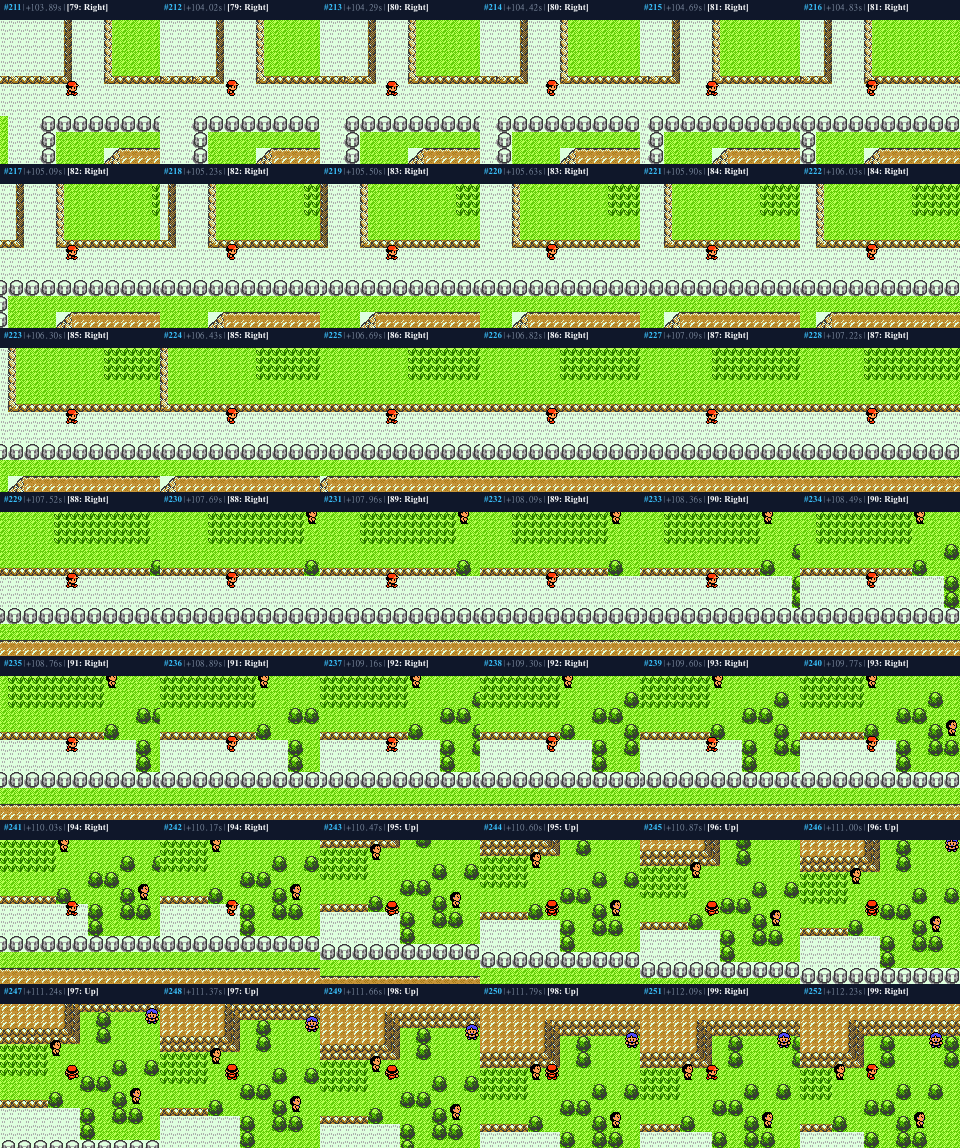 #211|+103.89s|[79: Right] #212|+104.02s|[79: Right] #213|+104.29s|[80: Right] #214|+104.42s|[80: Right] #215|+104.69s|[81: Right] #216|+104.83s|[81: Right]
#217|+105.09s|[82: Right] #218|+105.23s|[82: Right] #219|+105.50s|[83: Right] #220|+105.63s|[83: Right] #221|+105.90s|[84: Right] #222|+106.03s|[84: Right]
#223|+106.30s|[85: Right] #224|+106.43s|[85: Right] #225|+106.69s|[86: Right] #226|+106.82s|[86: Right] #227|+107.09s|[87: Right] #228|+107.22s|[87: Right]
#229|+107.52s|[88: Right] #230|+107.69s|[88: Right] #231|+107.96s|[89: Right] #232|+108.09s|[89: Right] #233|+108.36s|[90: Right] #234|+108.49s|[90: Right]
#235|+108.76s|[91: Right] #236|+108.89s|[91: Right] #237|+109.16s|[92: Right] #238|+109.30s|[92: Right] #239|+109.60s|[93: Right] #240|+109.77s|[93: Right]
#241|+110.03s|[94: Right] #242|+110.17s|[94: Right] #243|+110.47s|[95: Up] #244|+110.60s|[95: Up] #245|+110.87s|[96: Up] #246|+111.00s|[96: Up]
#247|+111.24s|[97: Up] #248|+111.37s|[97: Up] #249|+111.66s|[98: Up] #250|+111.79s|[98: Up] #251|+112.09s|[99: Right] #252|+112.23s|[99: Right]